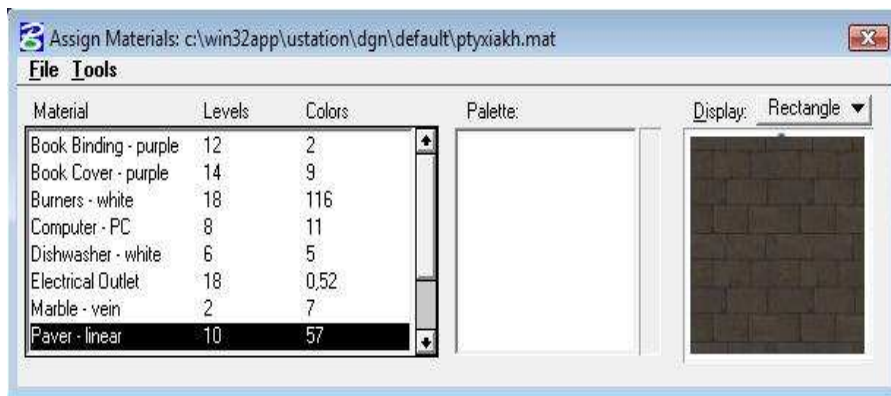 Assign Materials: c:\win32app\ustation\dgn\default\ptyxiakh.mat
File Tools
Material Levels Colors Palette: Display: Rectangle
Book Binding - purple 12 2
Book Cover - purple 14 9
Burners - white 18 116
Computer - PC 8 11
Dishwasher - white 6 5
Electrical Outlet 18 0,52
Marble - vein 2 7
Paver - linear 10 57